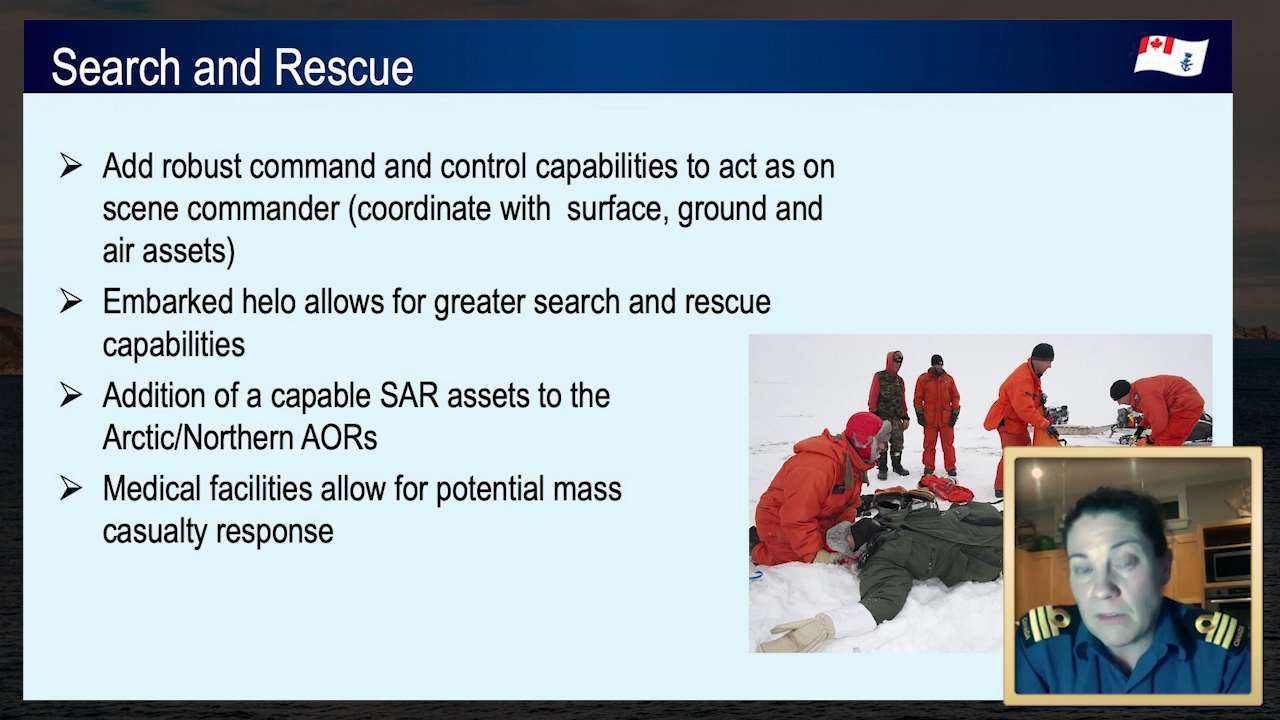 Search and Rescue
Add robust command and control capabilities to act as on
scene commander (coordinate with  surface, ground and
air assets)
Embarked helo allows for greater search and rescue
capabilities
Addition of a capable SAR assets to the
Arctic/Northern AORs
Medical facilities allow for potential mass
casualty response
CANADA
CANADA